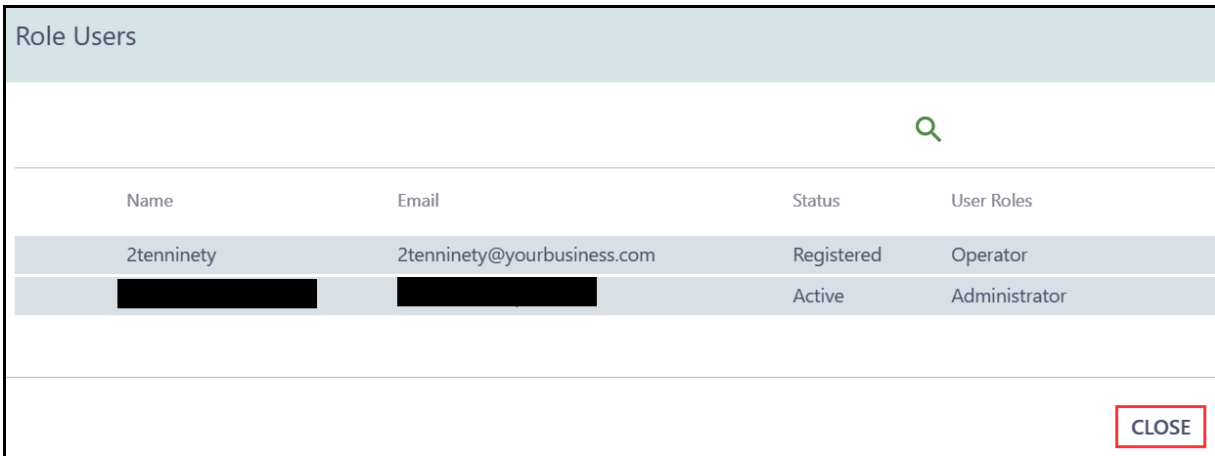 Role Users
Name Email Status User Roles
2tenninety 2tenninety@yourbusiness.com Registered Operator
Active Administrator
CLOSE